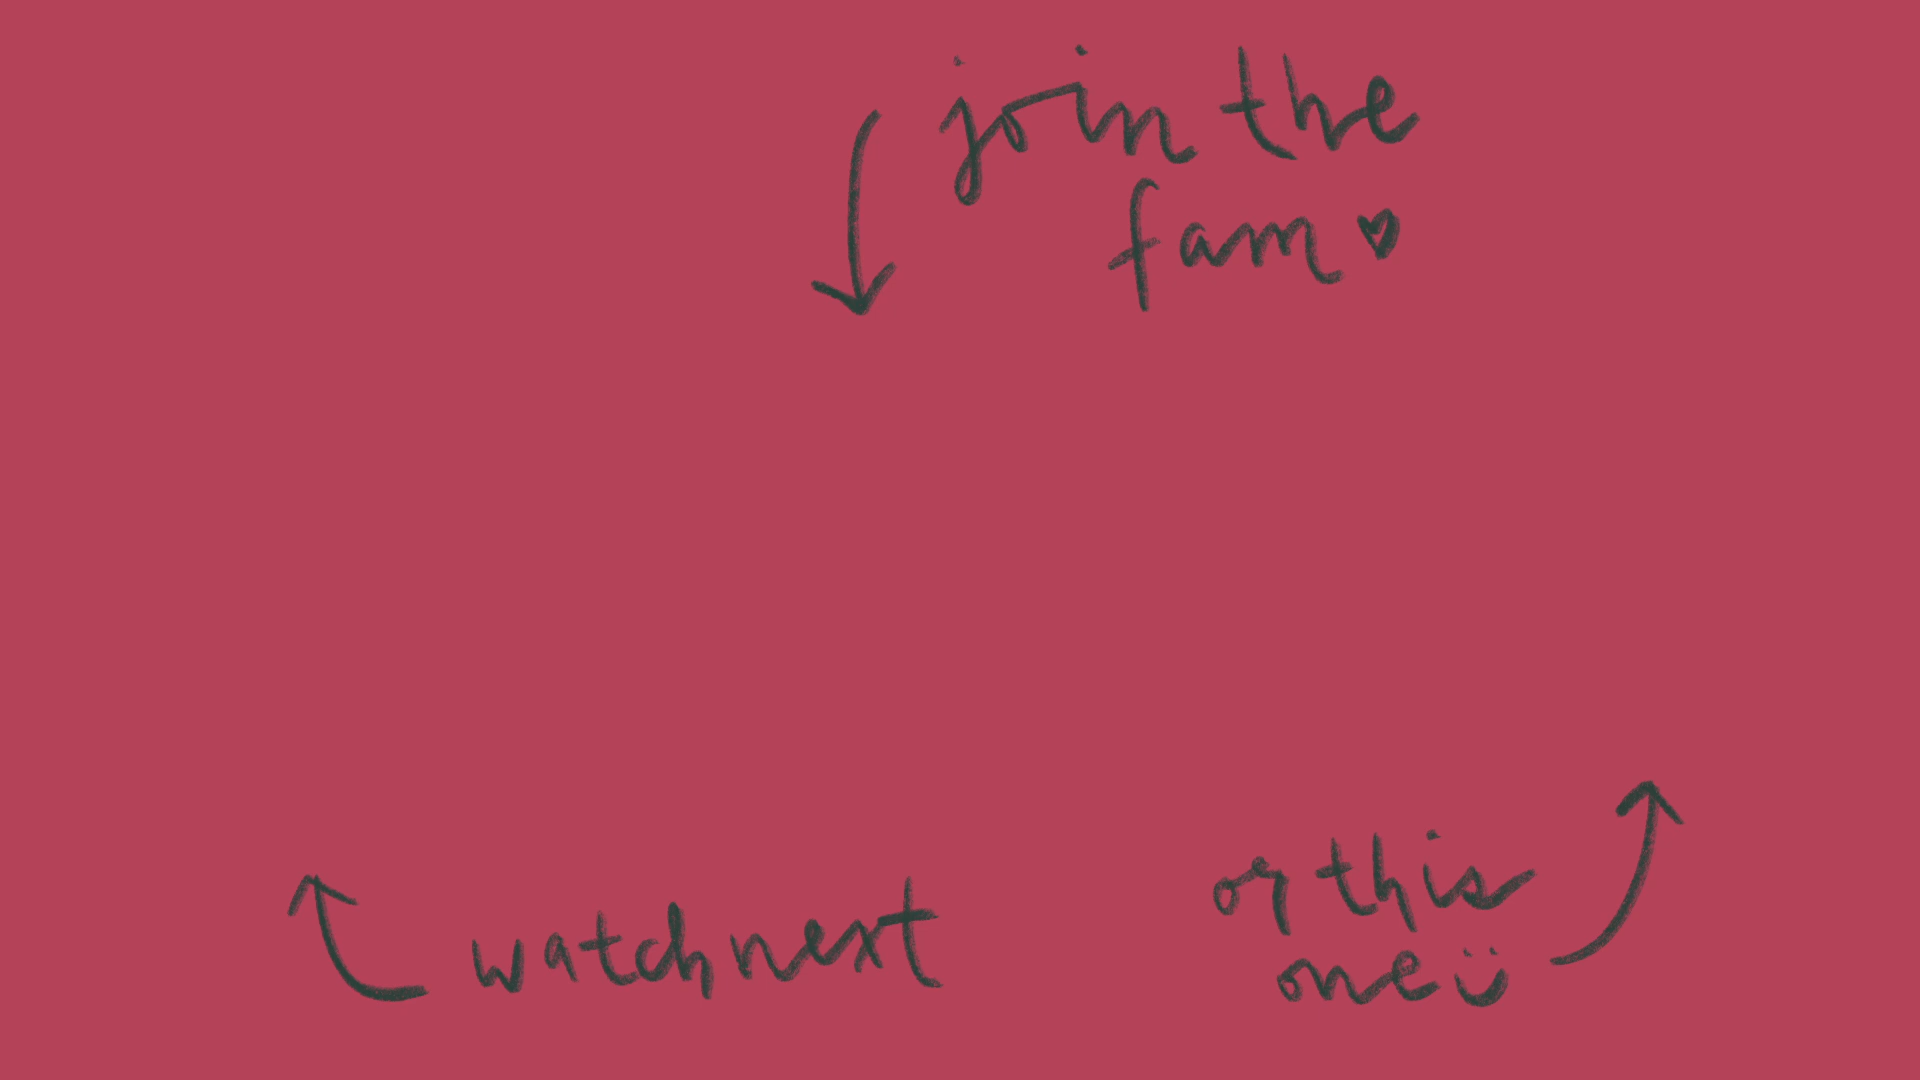 join the
fam ♥
watch next
or this
one ü